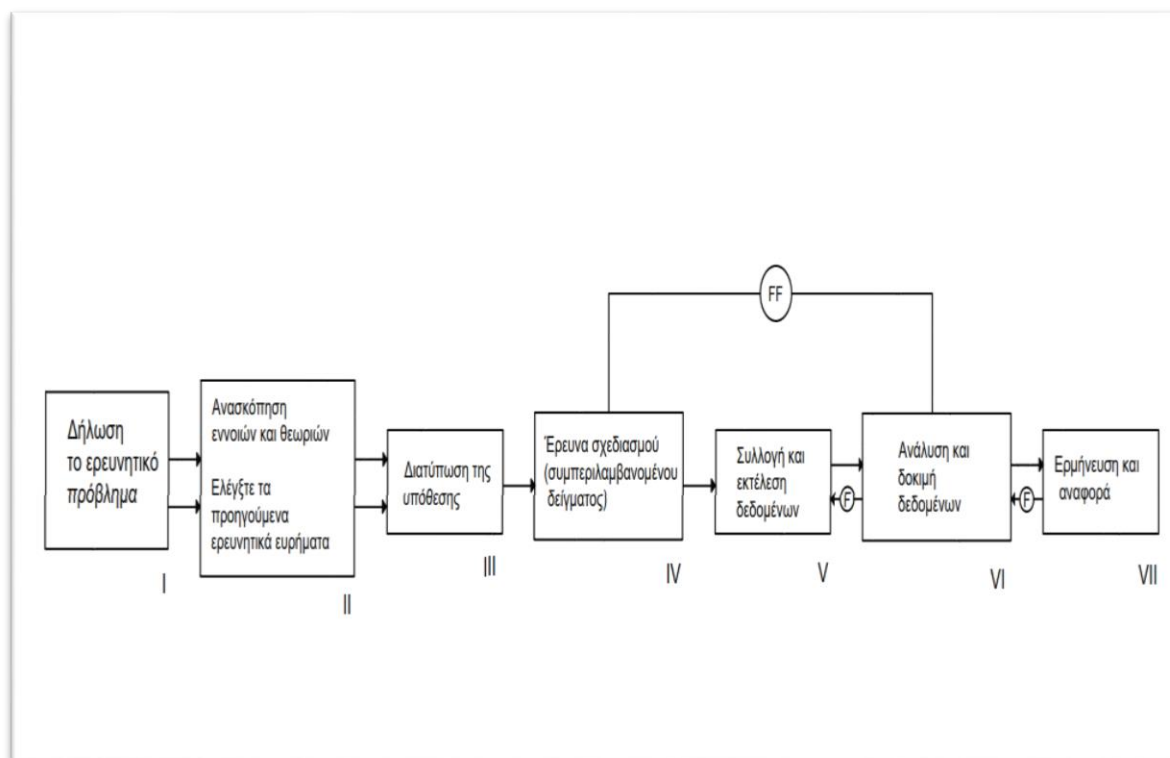 FF
Δήλωση
το ερευνητικό
πρόβλημα
I
Ανασκόπηση
εννοιών και θεωριών
Ελέγξτε τα
προηγούμενα
ερευνητικά ευρήματα
II
Διατύπωση της
υπόθεσης
III
Έρευνα σχεδιασμού
(συμπεριλαμβανομένου
δείγματος)
IV
Συλλογή και
εκτέλεση
δεδομένων
V
F
Ανάλυση και
δοκιμή
δεδομένων
VI
F
Ερμήνευση και
αναφορά
VII